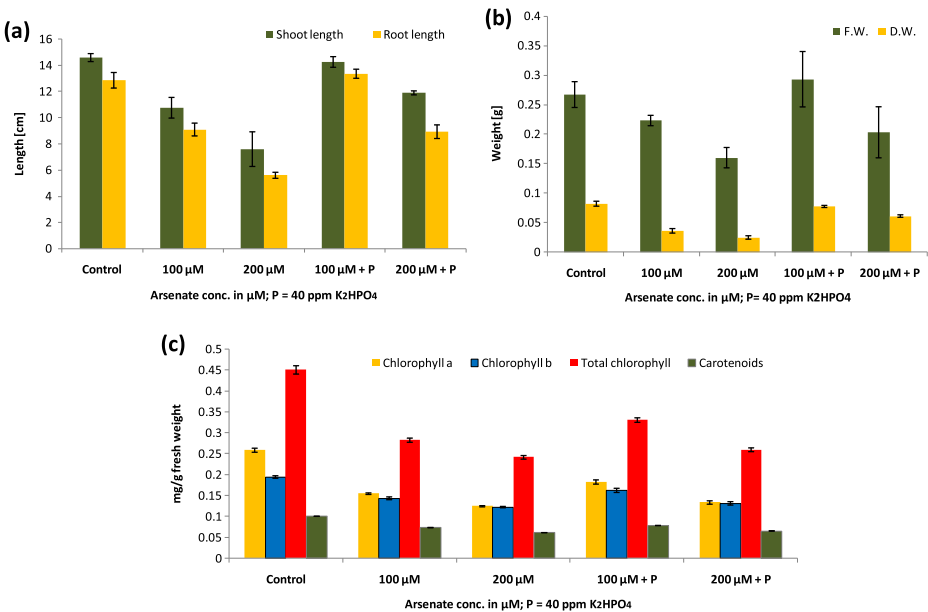 (a)
Shoot length Root length
16
14
12
10
8
6
4
2
0
Length [cm]
Control 100 µM 200 µM 100 µM + P 200 µM + P
Arsenate conc. in µM; P = 40 ppm K2HPO4
(b)
F.W. D.W.
0.4
0.35
0.3
0.25
0.2
0.15
0.1
0.05
0
Weight [g]
Control 100 µM 200 µM 100 µM + P 200 µM + P
Arsenate conc. in µM; P= 40 ppm K2HPO4
(c)
Chlorophyll a Chlorophyll b Total chlorophyll Carotenoids
0.5
0.45
0.4
0.35
0.3
0.25
0.2
0.15
0.1
0.05
0
mg/g fresh weight
Control 100 µM 200 µM 100 µM + P 200 µM + P
Arsenate conc. in µM; P = 40 ppm K2HPO4